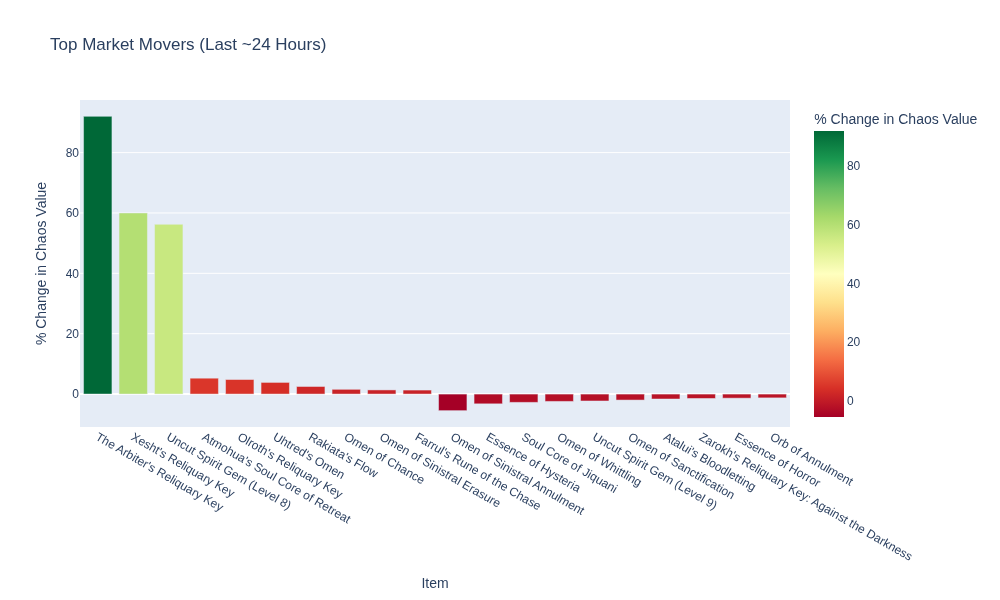 Top Market Movers (Last ~24 Hours)
% Change in Chaos Value
80
60
40
20
0
The Arbiter's Reliquary Key
Xesht's Reliquary Key
Uncut Spirit Gem (Level 8)
Atmohua's Soul Core of Retreat
Olroth's Reliquary Key
Uhtred's Omen
Rakiata's Flow
Omen of Chance
Omen of Sinistral Erasure
Farrul's Rune of the Chase
Omen of Sinistral Annulment
Essence of Hysteria
Soul Core of Jiquani
Omen of Whittling
Uncut Spirit Gem (Level 9)
Omen of Sanctification
Atalui's Bloodletting
Zarokh's Reliquary Key: Against the Darkness
Essence of Horror
Orb of Annulment
Item
% Change in Chaos Value
80
60
40
20
0